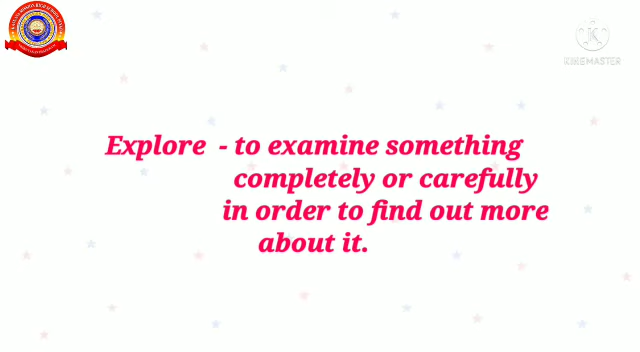 KINEMASTER
Explore - to examine something
completely or carefully
in order to find out more
about it.